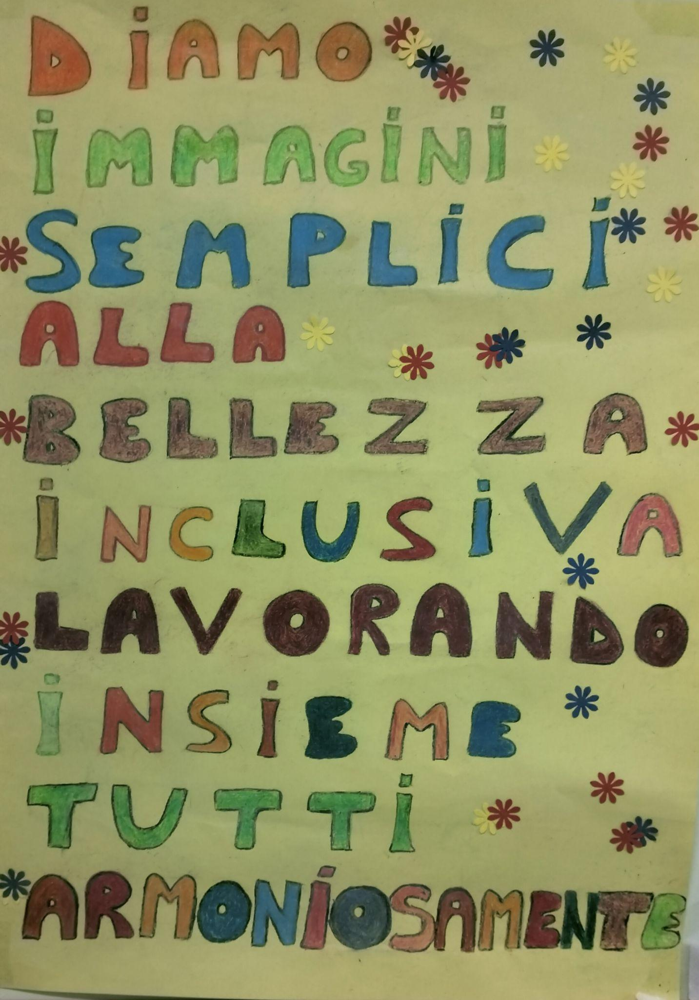 DiAMO
iMMAGiNi
SEMPLiCi
ALLA
BELLEZZA
iNCLUSiVA
LAVORANDO
iNSiEME
TUTTi
ARMONiOSAMENTE